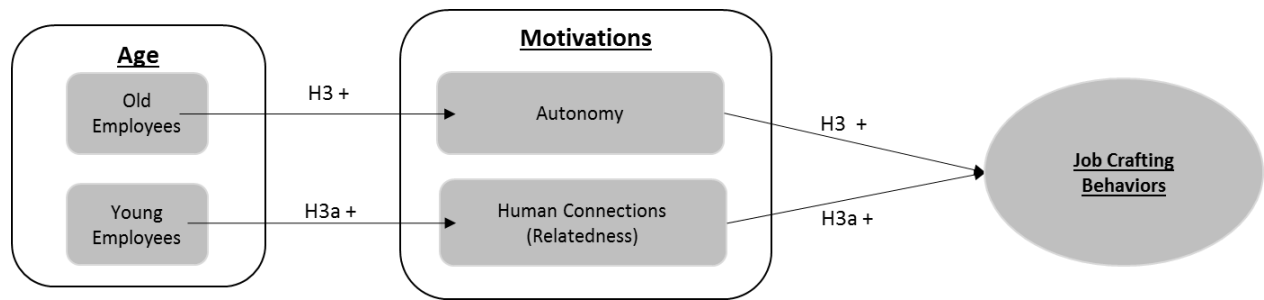 Age
Old
Employees
H3 +
Young
Employees
H3a +
Motivations
Autonomy
Human Connections
(Relatedness)
H3 +
H3a +
Job Crafting
Behaviors